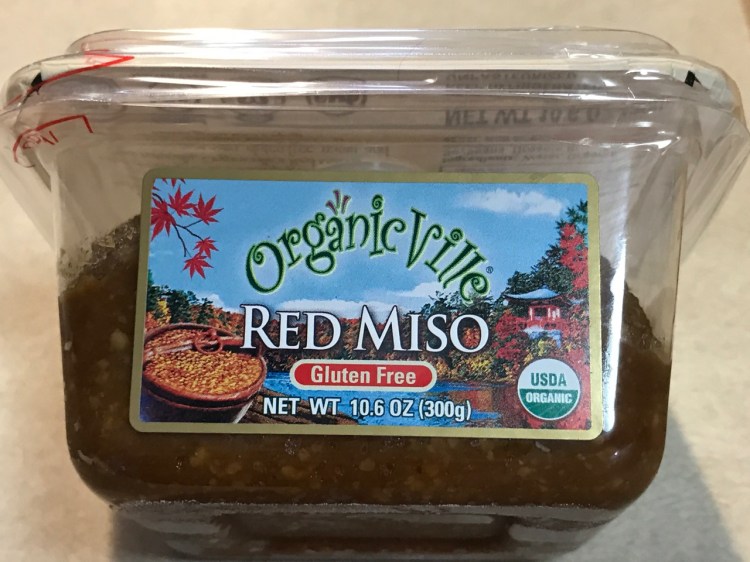 OrganicVille®
RED MISO
Gluten Free
NET WT 10.6 OZ (300g)
USDA
ORGANIC